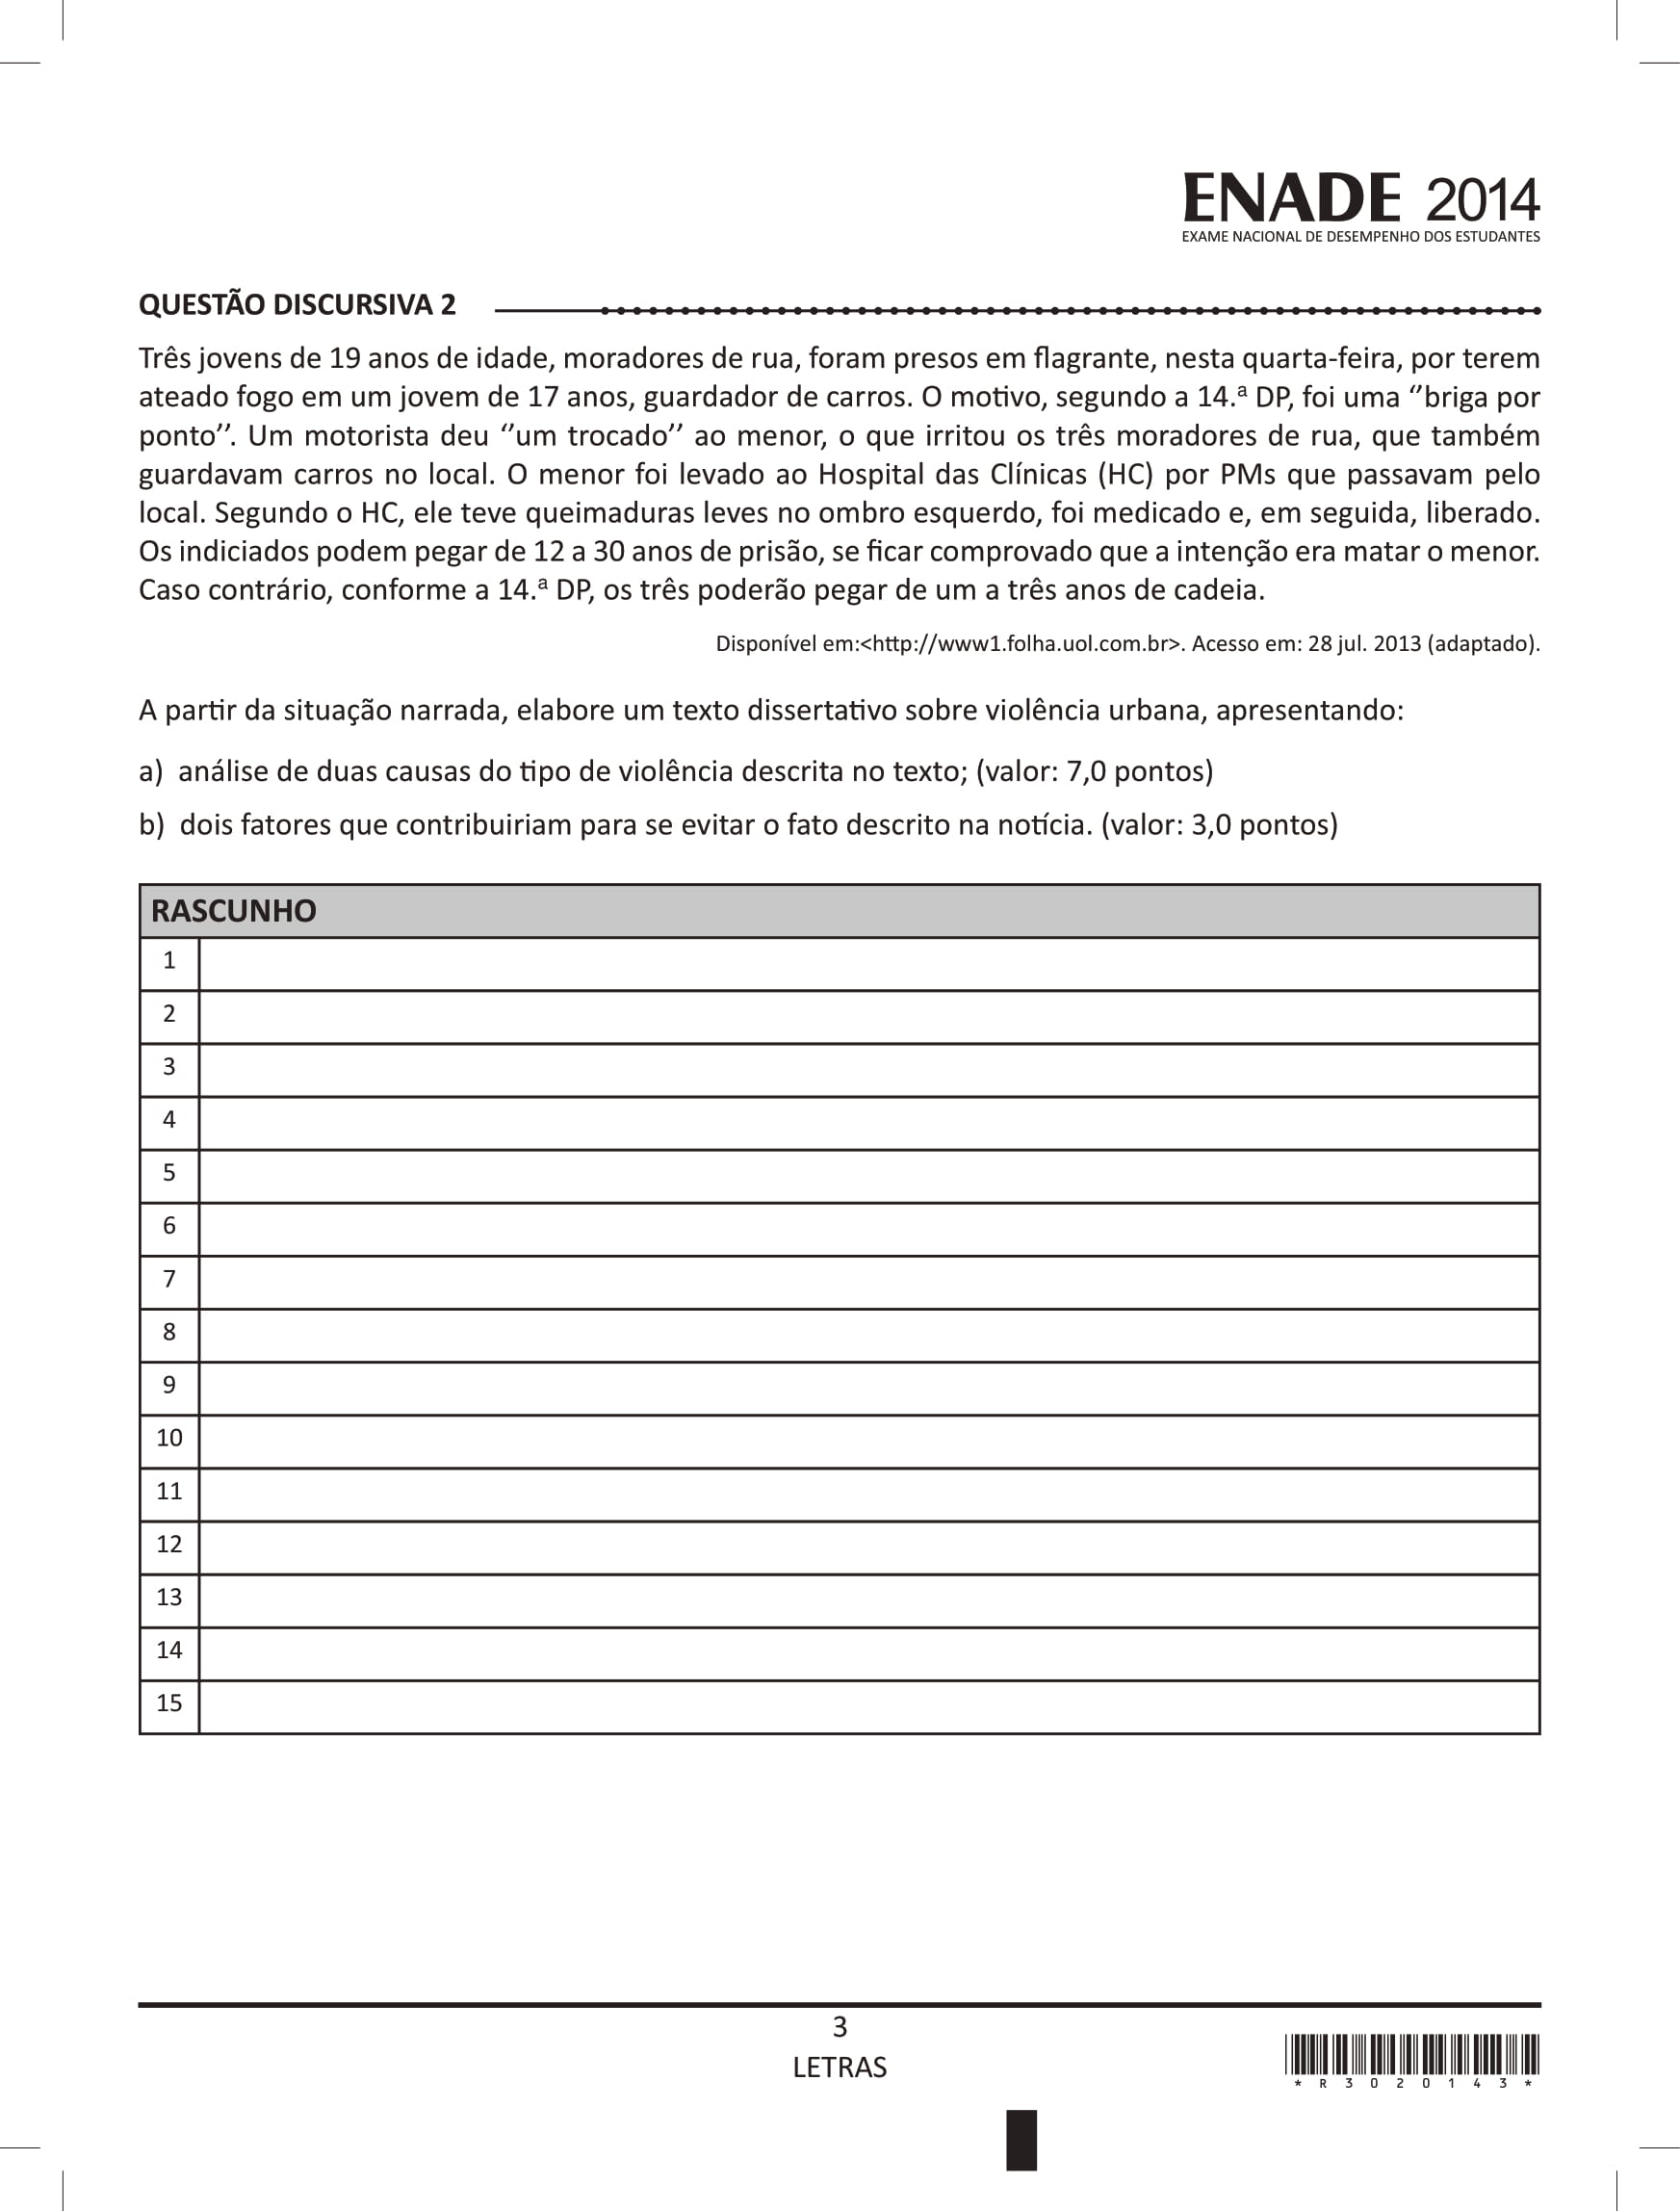 ENADE 2014
EXAME NACIONAL DE DESEMPENHO DOS ESTUDANTES
QUESTÃO DISCURSIVA 2
Três jovens de 19 anos de idade, moradores de rua, foram presos em flagrante, nesta quarta-feira, por terem
ateado fogo em um jovem de 17 anos, guardador de carros. O motivo, segundo a 14.ª DP, foi uma ‘’briga por
ponto’’. Um motorista deu ‘’um trocado’’ ao menor, o que irritou os três moradores de rua, que também
guardavam carros no local. O menor foi levado ao Hospital das Clínicas (HC) por PMs que passavam pelo
local. Segundo o HC, ele teve queimaduras leves no ombro esquerdo, foi medicado e, em seguida, liberado.
Os indiciados podem pegar de 12 a 30 anos de prisão, se ficar comprovado que a intenção era matar o menor.
Caso contrário, conforme a 14.ª DP, os três poderão pegar de um a três anos de cadeia.
Disponível em:<http://www1.folha.uol.com.br>. Acesso em: 28 jul. 2013 (adaptado).
A partir da situação narrada, elabore um texto dissertativo sobre violência urbana, apresentando:
a) análise de duas causas do tipo de violência descrita no texto; (valor: 7,0 pontos)
b) dois fatores que contribuiriam para se evitar o fato descrito na notícia. (valor: 3,0 pontos)
RASCUNHO
1
2
3
4
5
6
7
8
9
10
11
12
13
14
15
3
LETRAS
* R 3 0 2 0 1 4 3 *